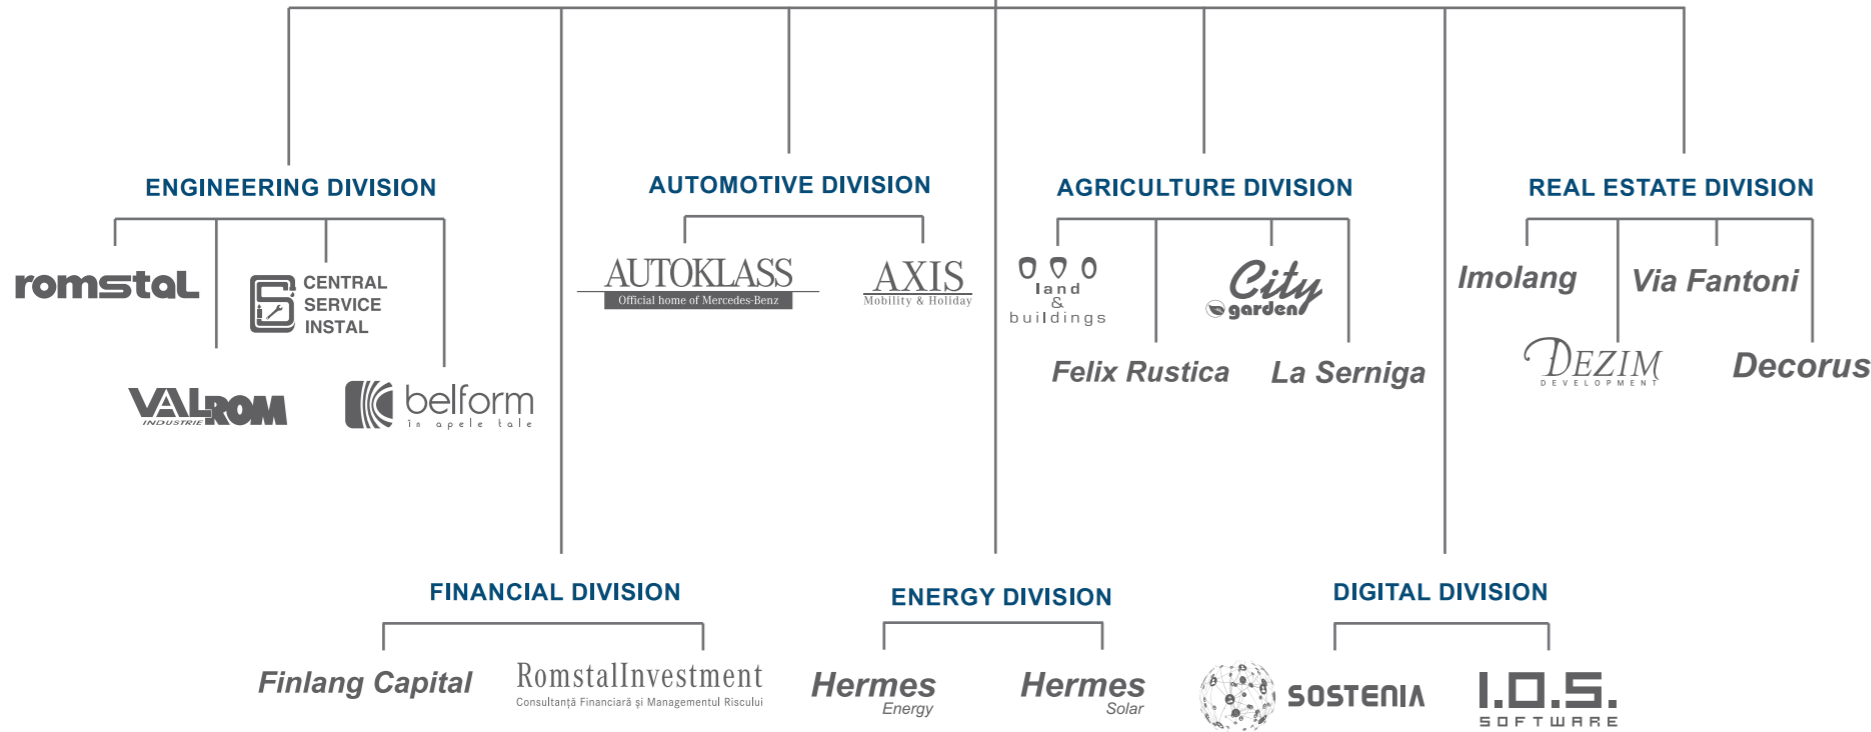 ENGINEERING DIVISION
romstal
CENTRAL
SERVICE
INSTAL
VALROM
INDUSTRIE
belform
în apele tale
AUTOMOTIVE DIVISION
AUTOKLASS
Official home of Mercedes-Benz
AXIS
Mobility & Holiday
AGRICULTURE DIVISION
land
&
buildings
City
garden
Felix Rustica
La Serniga
REAL ESTATE DIVISION
Imolang
Via Fantoni
DEZIM
DEVELOPMENT
Decorus
FINANCIAL DIVISION
Finlang Capital
RomstalInvestment
Consultanţă Financiară şi Managementul Riscului
ENERGY DIVISION
Hermes
Energy
Hermes
Solar
DIGITAL DIVISION
SOSTENIA
I.O.S.
SOFTWARE